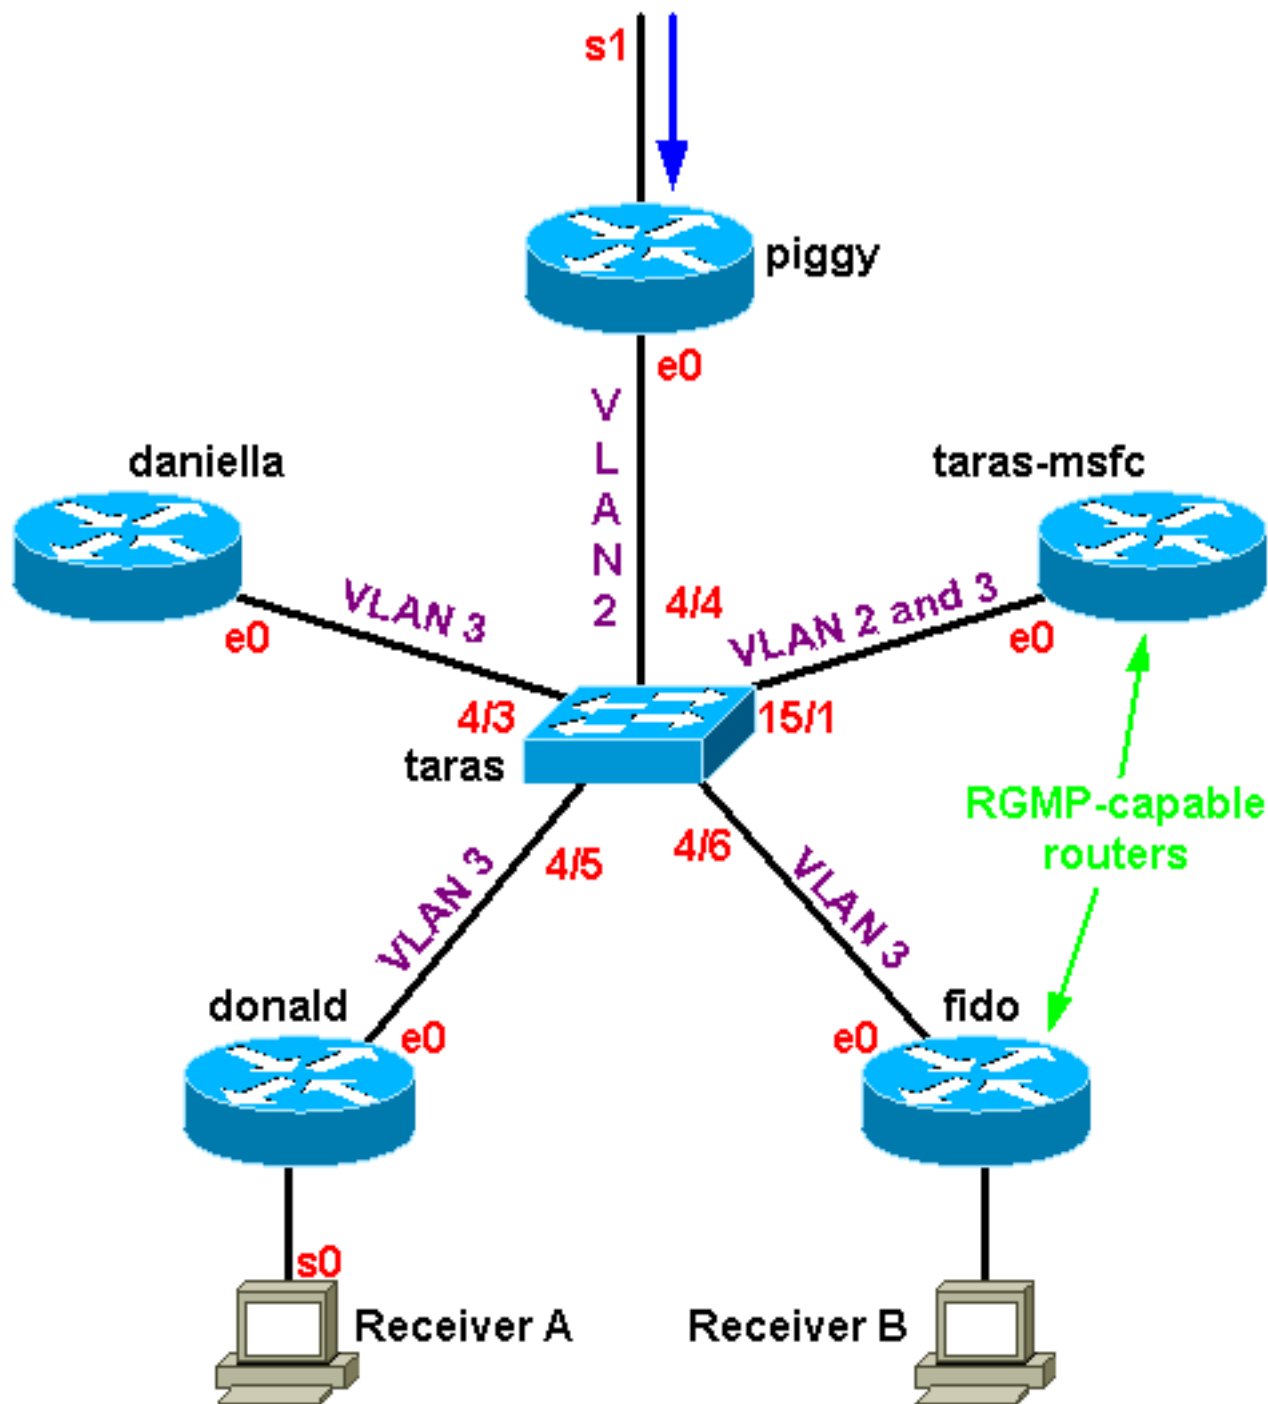 s1
piggy
e0
VLAN2
daniella
taras-msfc
VLAN 3
4/4
VLAN 2 and 3
e0
e0
4/3
15/1
taras
RGMP-capable
routers
4/5
4/6
VLAN 3
VLAN 3
donald
fido
e0
e0
s0
Receiver A
Receiver B